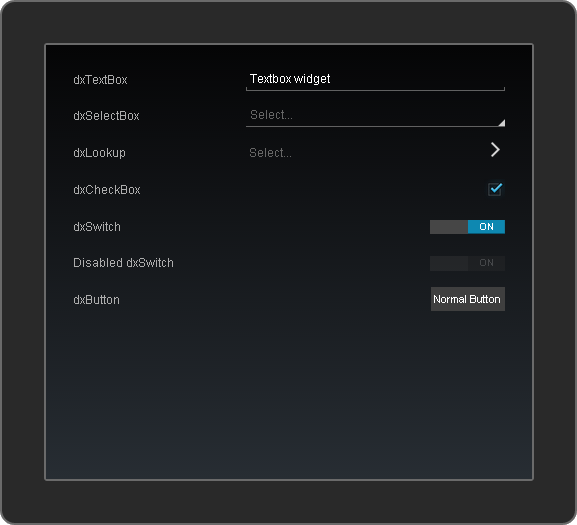 dxTextBox Textbox widget
dxSelectBox Select...
dxLookup Select...
dxCheckBox
dxSwitch ON
Disabled dxSwitch ON
dxButton Normal Button